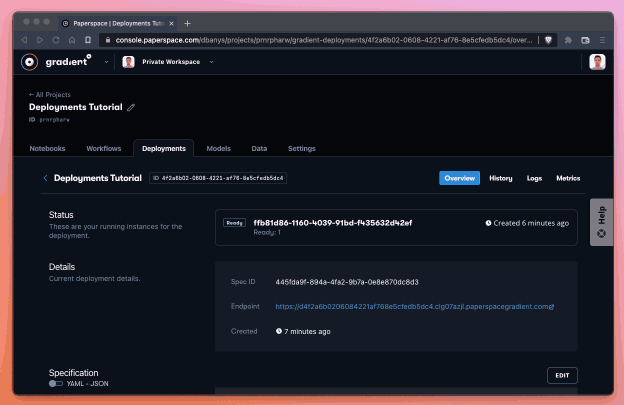 Paperspace | Deployments Tuto
console.paperspace.com/dbanys/projects/prnrpharw/gradient-deployments/4f2a6b02-0608-4221-af76-8e5cfedb5dc4/over...
gradient
Private Workspace
← All Projects
Deployments Tutorial
ID prnrpharw
Notebooks Workflows Deployments Models Data Settings
Deployments Tutorial ID 4f2a6b02-0608-4221-af76-8e5cfedb5dc4 Overview History Logs Metrics
Status
These are your running instances for the
deployment.
Ready ffb81d86-1160-4039-91bd-f435632d42ef Created 6 minutes ago
Ready: 1
Help
Details
Current deployment details.
Spec ID 445fda9f-894a-4fa2-9b7a-0e8e870dc8d3
Endpoint https://d4f2a6b0206084221af768e5cfedb5dc4.clg07azjl.paperspacegradient.com
Created 7 minutes ago
Specification
YAML - JSON
EDIT